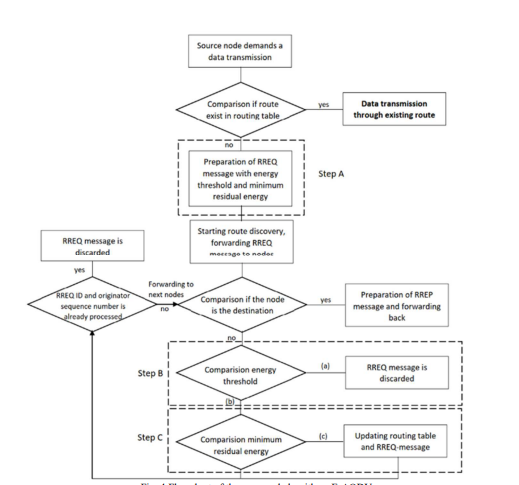 Source node demands a
data transmission
Comparison if route
exist in routing table
yes
Data transmission
through existing route
no
Preparation of RREQ
message with energy
threshold and minimum
residual energy
Step A
Starting route discovery,
forwarding RREQ
message to nodes
RREQ message is
discarded
yes
RREQ ID and originator
sequence number is
already processed
Forwarding to
next nodes
no
Comparison if the node
is the destination
yes
Preparation of RREP
message and forwarding
back
no
Step B
Comparision energy
threshold
(a)
RREQ message is
discarded
(b)
Step C
Comparision minimum
residual energy
(c)
Updating routing table
and RREQ-message